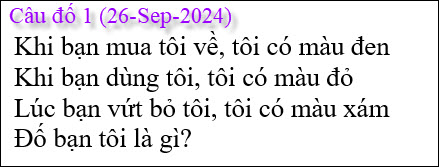 Câu đố 1 (26-Sep-2024)
Khi bạn mua tôi về, tôi có màu đen
Khi bạn dùng tôi, tôi có màu đỏ
Lúc bạn vứt bỏ tôi, tôi có màu xám
Đố bạn tôi là gì?